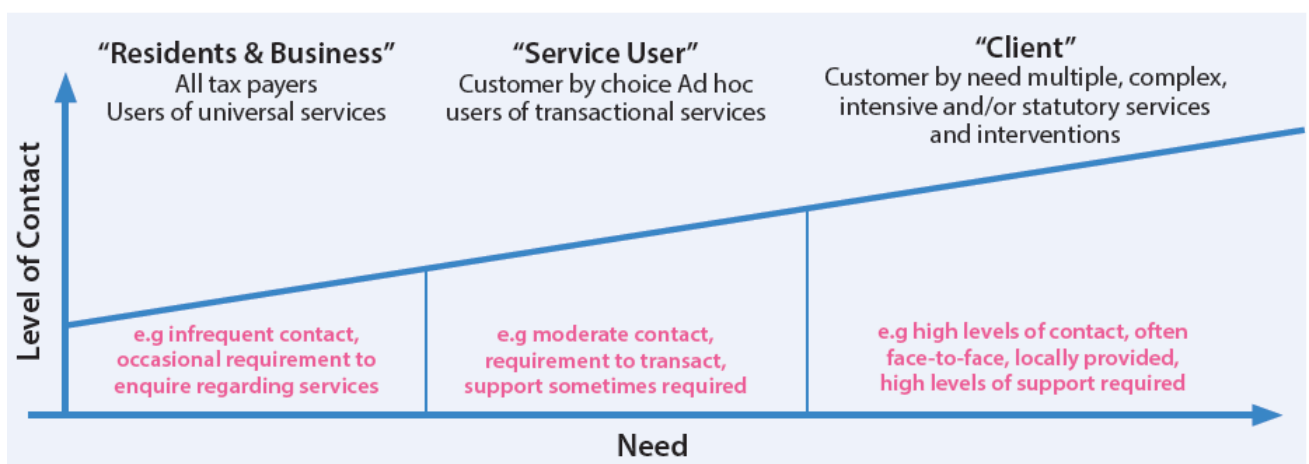 “Residents & Business”
All tax payers
Users of universal services
“Service User”
Customer by choice Ad hoc
users of transactional services
“Client”
Customer by need multiple, complex,
intensive and/or statutory services
and interventions
Level of Contact
e.g infrequent contact,
occasional requirement to
enquire regarding services
e.g moderate contact,
requirement to transact,
support sometimes required
e.g high levels of contact, often
face-to-face, locally provided,
high levels of support required
Need